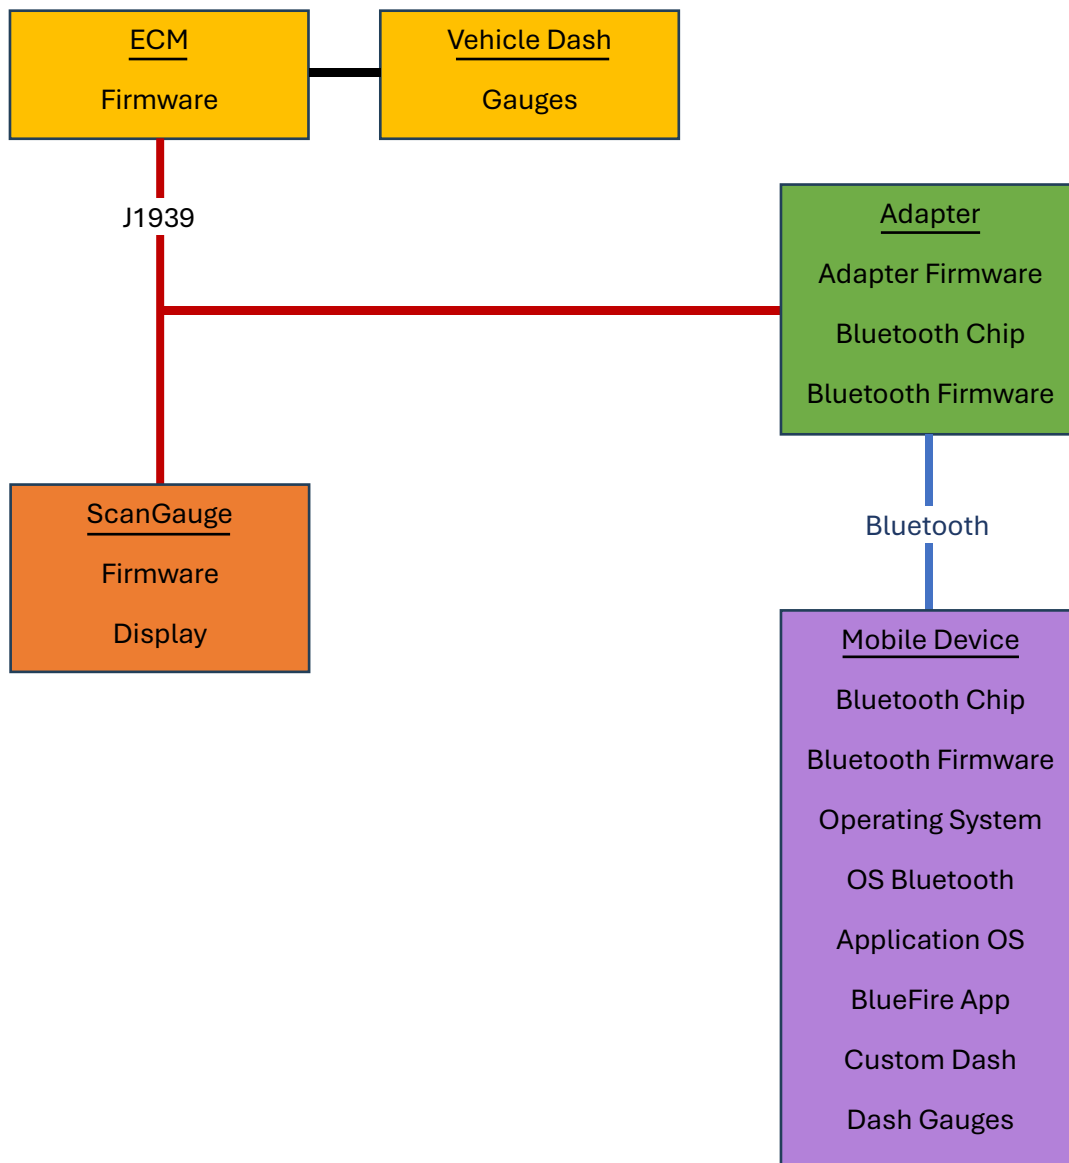 ECM
Firmware
Vehicle Dash
Gauges
J1939
Adapter
Adapter Firmware
Bluetooth Chip
Bluetooth Firmware
ScanGauge
Firmware
Display
Bluetooth
Mobile Device
Bluetooth Chip
Bluetooth Firmware
Operating System
OS Bluetooth
Application OS
BlueFire App
Custom Dash
Dash Gauges